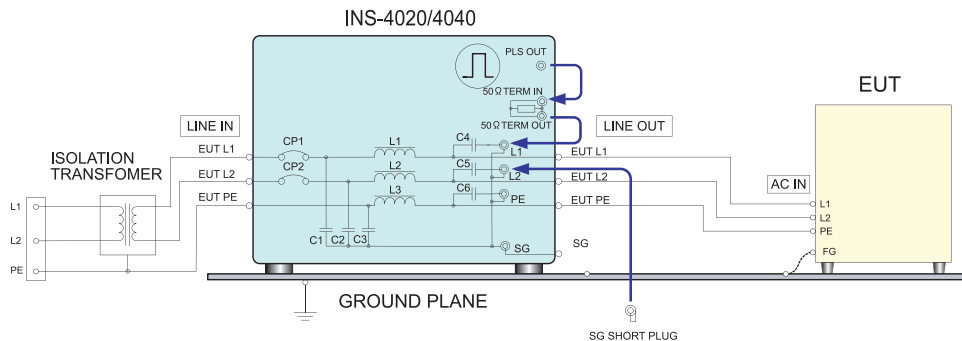 INS-4020/4040
PLS OUT
50Ω TERM IN
50Ω TERM OUT
EUT
LINE IN
LINE OUT
CP1
L1
C4
L1
EUT L1
EUT L1
ISOLATION
TRANSFOMER
CP2
L2
C5
L2
EUT L2
EUT L2
AC IN
L3
C6
PE
EUT PE
EUT PE
L1
L2
PE
L1
L2
PE
FG
C1
C2
C3
SG
SG
GROUND PLANE
SG SHORT PLUG